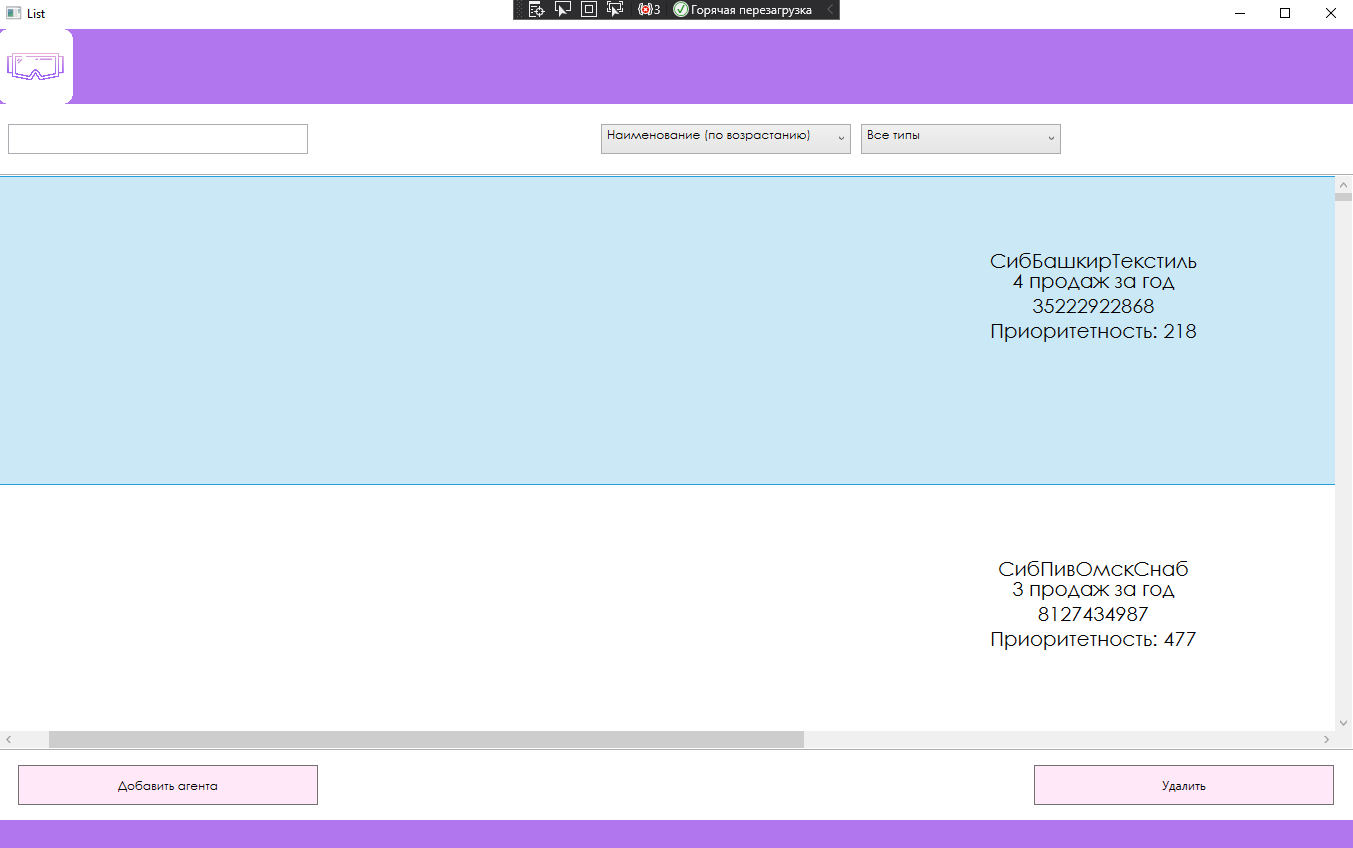 List
3
Горячая перезагрузка
Наименование (по возрастанию)
Все типы
СибБашкирТекстиль
4 продаж за год
35222922868
Приоритетность: 218
СибПивОмскСнаб
3 продаж за год
8127434987
Приоритетность: 477
Добавить агента
Удалить